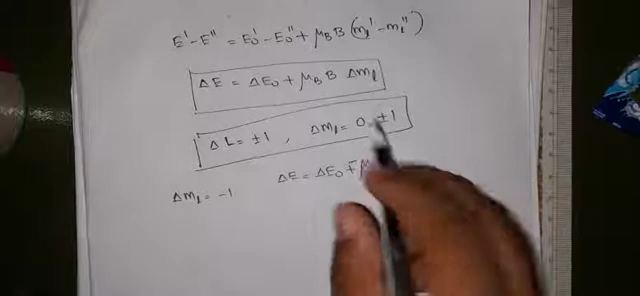 E' - E'' = E₀' - E₀'' + μ_B B (m_l' - m_l'')
ΔE = ΔE₀ + μ_B B Δm_l
ΔL = ±1 , Δm_l = 0, ±1
Δm_l = -1 ΔE = ΔE₀ ∓ μ